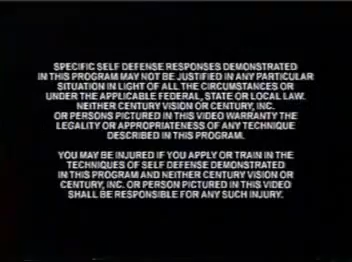 SPECIFIC SELF DEFENSE RESPONSES DEMONSTRATED
IN THIS PROGRAM MAY NOT BE JUSTIFIED IN ANY PARTICULAR
SITUATION IN LIGHT OF ALL THE CIRCUMSTANCES OR
UNDER THE APPLICABLE FEDERAL, STATE OR LOCAL LAW.
NEITHER CENTURY VISION OR CENTURY, INC.
OR PERSONS PICTURED IN THIS VIDEO WARRANT THE
LEGALITY OR APPROPRIATENESS OF ANY TECHNIQUE
DESCRIBED IN THIS PROGRAM.
YOU MAY BE INJURED IF YOU APPLY OR TRAIN IN THE
TECHNIQUES OF SELF DEFENSE DEMONSTRATED
IN THIS PROGRAM AND NEITHER CENTURY VISION OR
CENTURY, INC. OR PERSON PICTURED IN THIS VIDEO
SHALL BE RESPONSIBLE FOR ANY SUCH INJURY.